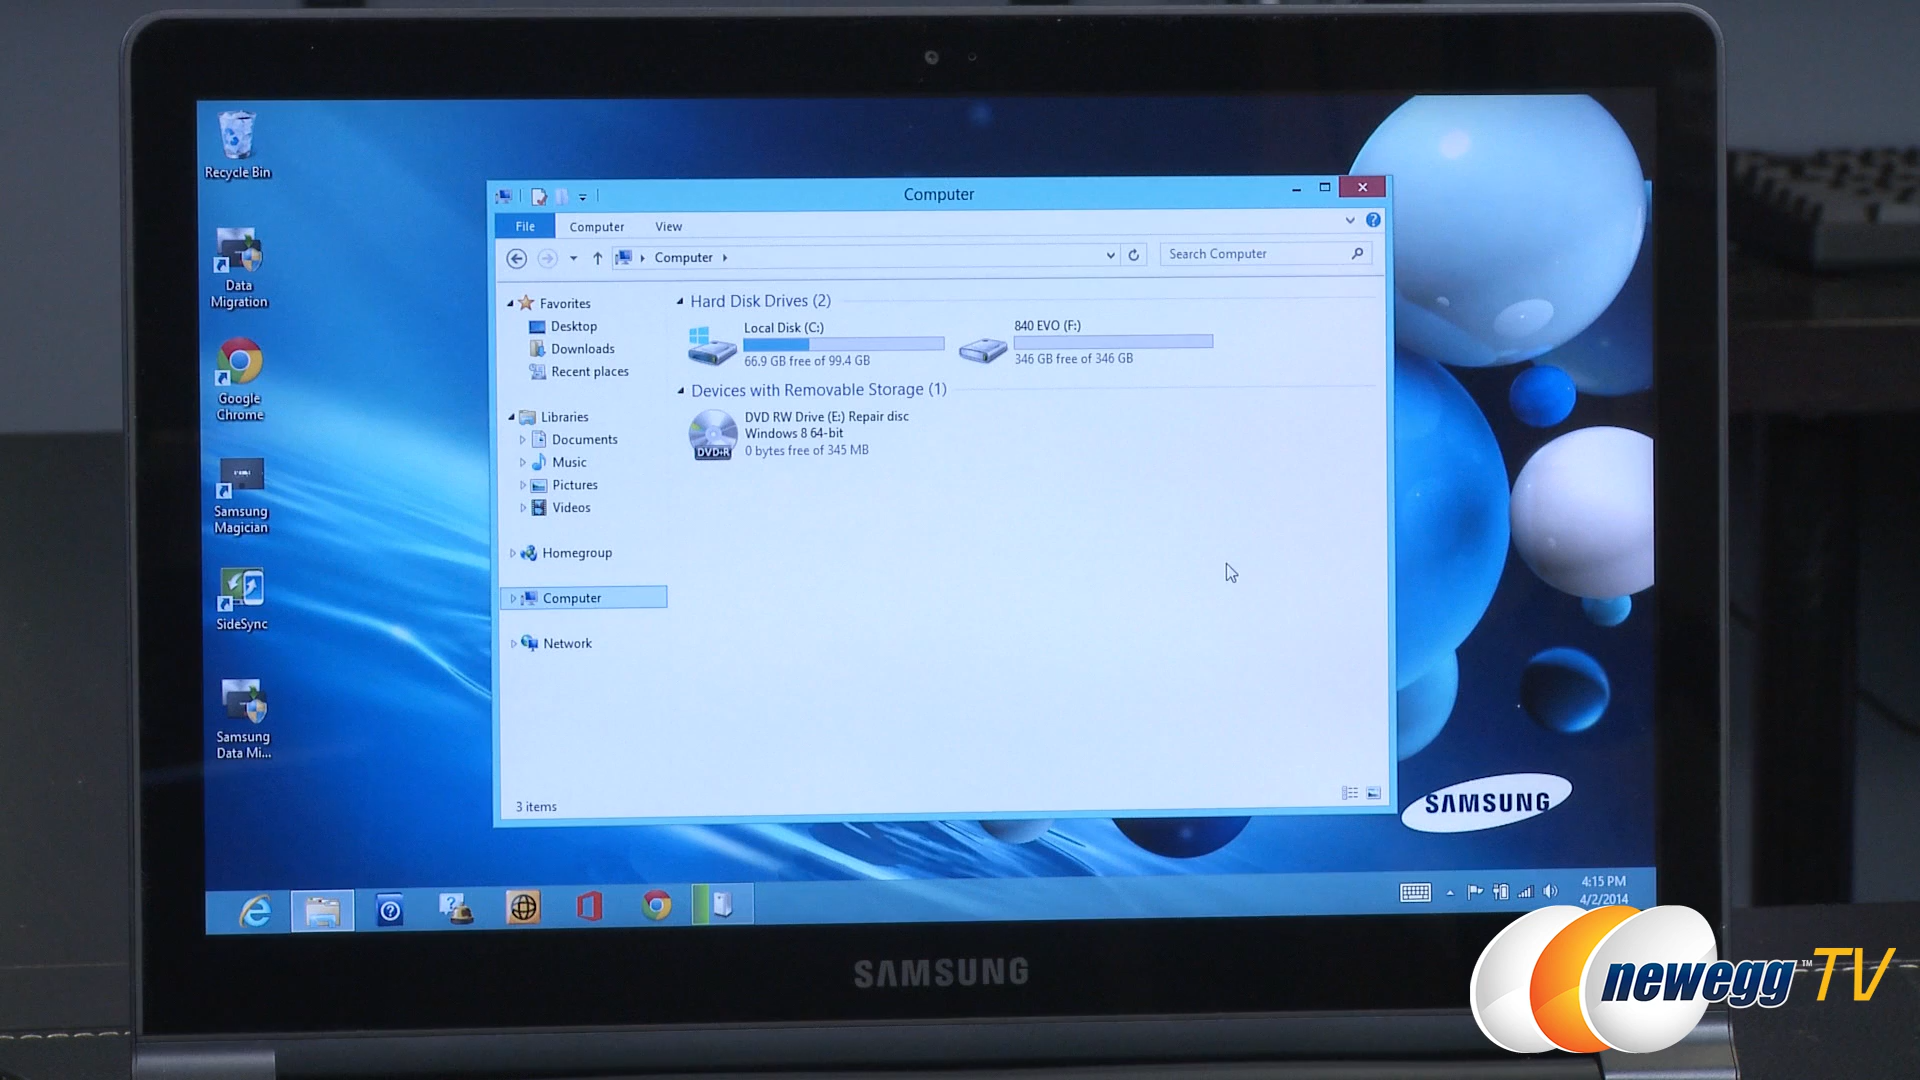 Recycle Bin
Data
Migration
Google
Chrome
Samsung
Magician
SideSync
Samsung
Data Mi...
Computer
File
Computer
View
Computer
Search Computer
Favorites
Desktop
Downloads
Recent places
Libraries
Documents
Music
Pictures
Videos
Homegroup
Computer
Network
Hard Disk Drives (2)
Local Disk (C:)
66.9 GB free of 99.4 GB
840 EVO (F:)
346 GB free of 346 GB
Devices with Removable Storage (1)
DVD RW Drive (E:) Repair disc
Windows 8 64-bit
0 bytes free of 345 MB
DVD+R
3 items
SAMSUNG
4:15 PM
4/2/2014
SAMSUNG
newegg™TV